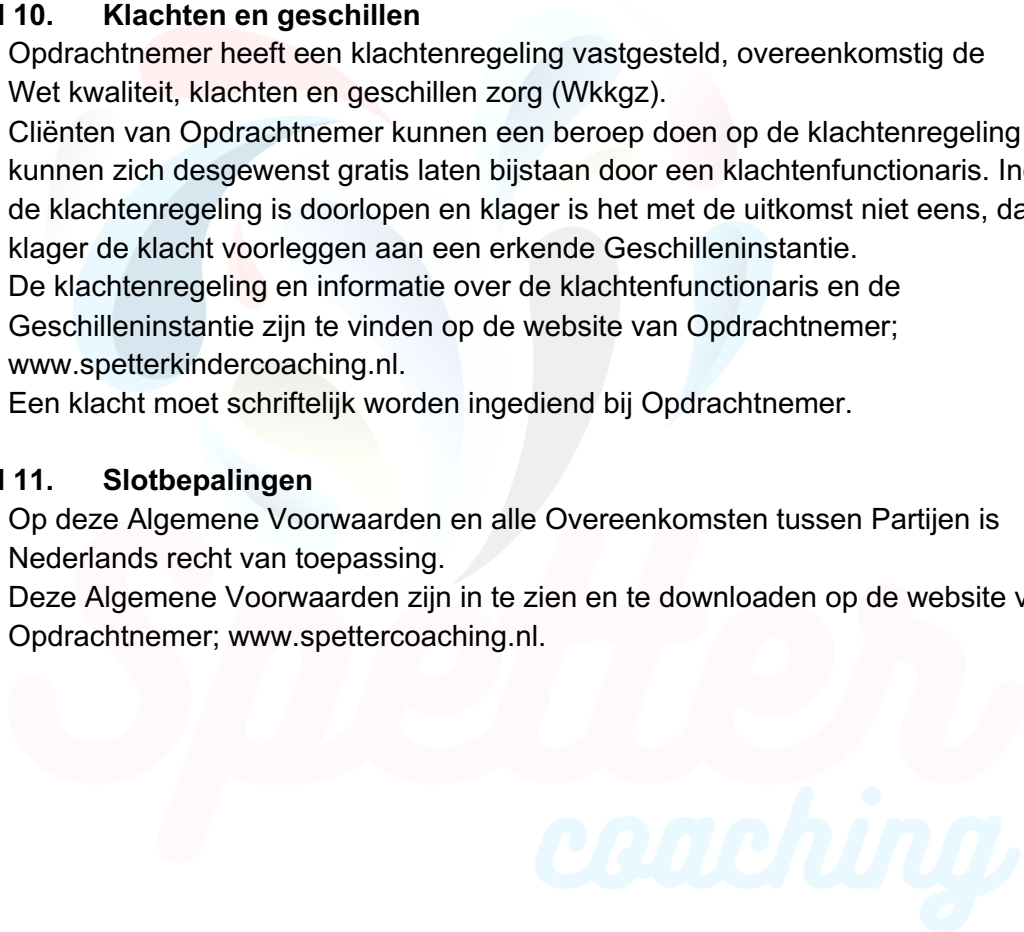 10. Klachten en geschillen
Opdrachtnemer heeft een klachtenregeling vastgesteld, overeenkomstig de
Wet kwaliteit, klachten en geschillen zorg (Wkkgz).
Cliënten van Opdrachtnemer kunnen een beroep doen op de klachtenregeling
kunnen zich desgewenst gratis laten bijstaan door een klachtenfunctionaris.
de klachtenregeling is doorlopen en klager is het met de uitkomst niet eens,
klager de klacht voorleggen aan een erkende Geschilleninstantie.
De klachtenregeling en informatie over de klachtenfunctionaris en de
Geschilleninstantie zijn te vinden op de website van Opdrachtnemer;
www.spetterkindercoaching.nl.
Een klacht moet schriftelijk worden ingediend bij Opdrachtnemer.
11. Slotbepalingen
Op deze Algemene Voorwaarden en alle Overeenkomsten tussen Partijen is
Nederlands recht van toepassing.
Deze Algemene Voorwaarden zijn in te zien en te downloaden op de website
Opdrachtnemer; www.spettercoaching.nl.
Spetter
coaching